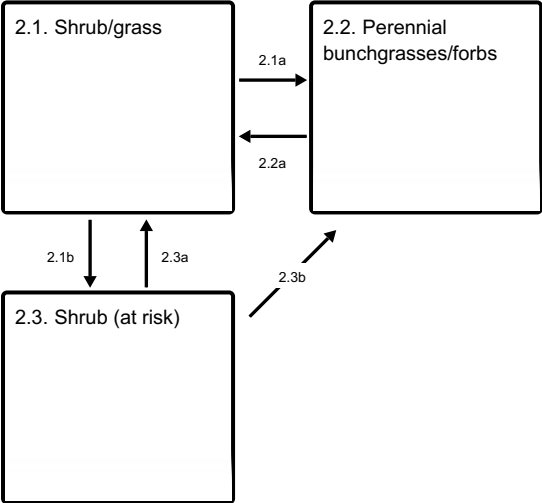 2.1. Shrub/grass
2.2. Perennial
bunchgrasses/forbs
2.1a
2.2a
2.1b
2.3a
2.3b
2.3. Shrub (at risk)